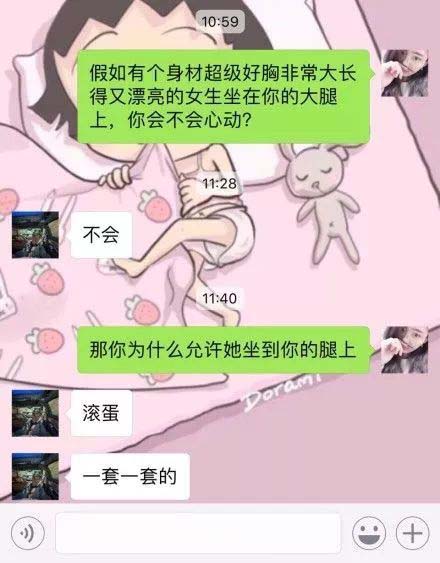 10:59
假如有个身材超级好胸非常大长
得又漂亮的女生坐在你的大腿
上，你会不会心动？
11:28
不会
11:40
那你为什么允许她坐到你的腿上
Dorami
滚蛋
一套一套的